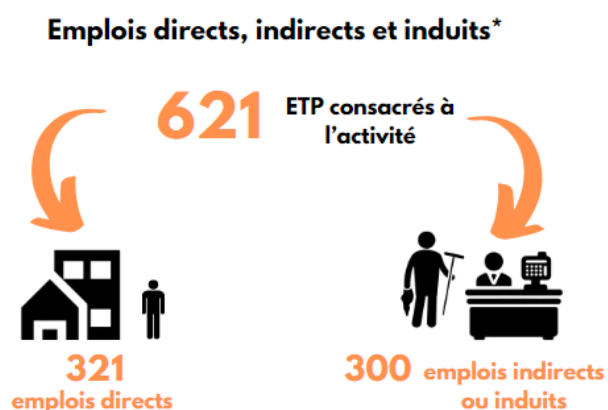 Emplois directs, indirects et induits*
621 ETP consacrés à
l'activité
321
emplois directs
300 emplois indirects
ou induits